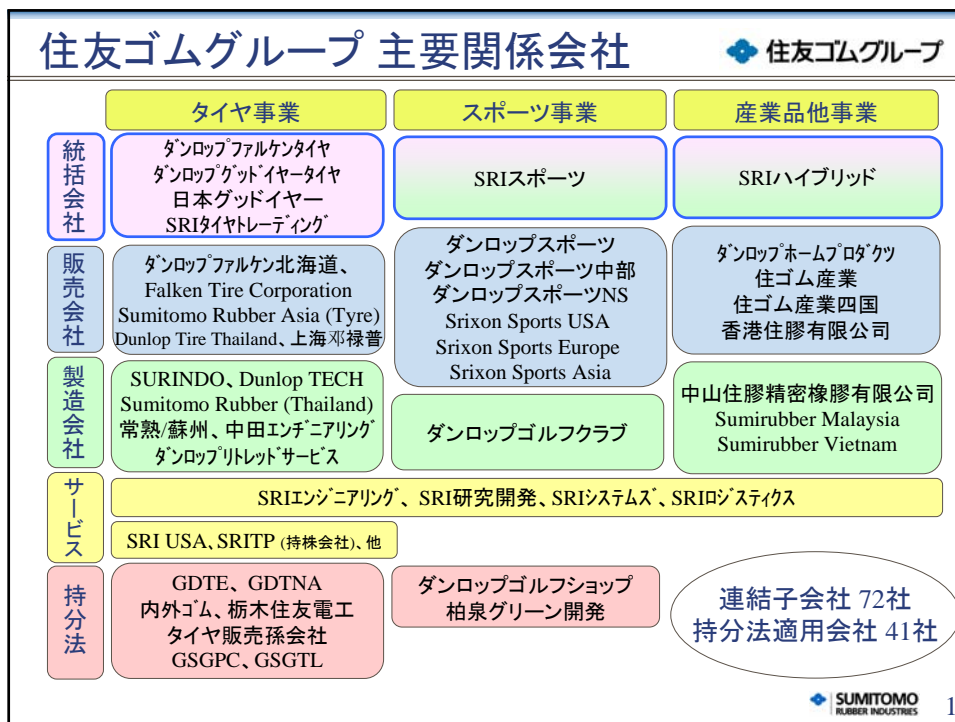 住友ゴムグループ 主要関係会社
住友ゴムグループ
タイヤ事業
スポーツ事業
産業品他事業
統括会社
ﾀﾞﾝﾛｯﾌﾟﾌｧﾙｹﾝﾀｲﾔ
ﾀﾞﾝﾛｯﾌﾟｸﾞｯﾄﾞｲﾔｰﾀｲﾔ
日本グッドイヤー
SRIﾀｲﾔﾄﾚｰﾃﾞｨﾝｸﾞ
SRIスポーツ
SRIハイブリッド
販売会社
ﾀﾞﾝﾛｯﾌﾟﾌｧﾙｹﾝ北海道、
Falken Tire Corporation
Sumitomo Rubber Asia (Tyre)
Dunlop Tire Thailand、上海邓禄普
ダンロップスポーツ
ダンロップスポーツ中部
ダンロップスポーツNS
Srixon Sports USA
Srixon Sports Europe
Srixon Sports Asia
ﾀﾞﾝﾛｯﾌﾟﾎｰﾑﾌﾟﾛﾀﾞｸﾂ
住ゴム産業
住ゴム産業四国
香港住膠有限公司
製造会社
SURINDO、Dunlop TECH
Sumitomo Rubber (Thailand)
常熟/蘇州、中田ｴﾝﾁﾞﾆｱﾘﾝｸﾞ
ﾀﾞﾝﾛｯﾌﾟﾘﾄﾚｯﾄﾞｻｰﾋﾞｽ
ダンロップゴルフクラブ
中山住膠精密橡膠有限公司
Sumirubber Malaysia
Sumirubber Vietnam
サービス
SRIｴﾝｼﾞﾆｱﾘﾝｸﾞ、SRI研究開発、SRIｼｽﾃﾑｽﾞ、SRIﾛｼﾞｽﾃｨｸｽ
SRI USA、SRITP (持株会社)、他
持分法
GDTE、GDTNA
内外ｺﾞﾑ、栃木住友電工
タイヤ販売孫会社
GSGPC、GSGTL
ダンロップゴルフショップ
柏泉グリーン開発
連結子会社 72社
持分法適用会社 41社
SUMITOMO
RUBBER INDUSTRIES
1